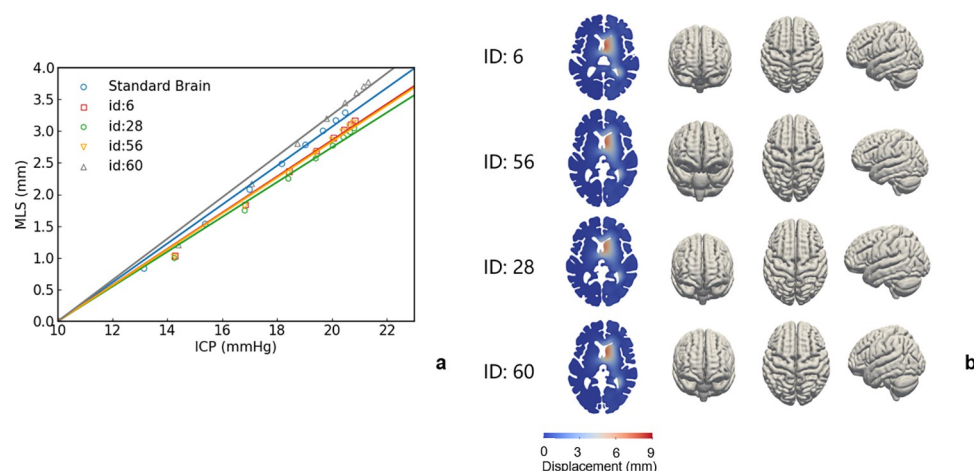 4.0
3.5
3.0
2.5
2.0
1.5
1.0
0.5
0.0
MLS (mm)
Standard Brain
id:6
id:28
id:56
id:60
10 12 14 16 18 20 22
ICP (mmHg)
a
ID: 6
ID: 56
ID: 28
ID: 60
b
0 3 6 9
Displacement (mm)